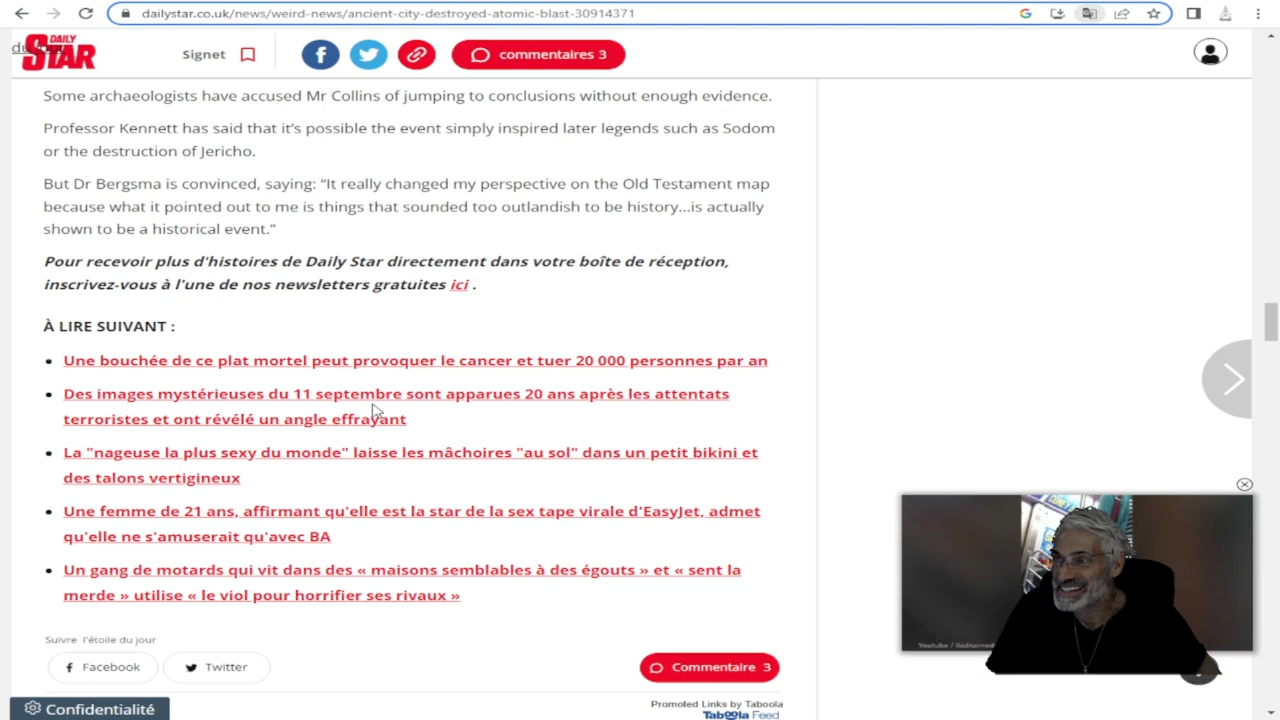 dailystar.co.uk/news/weird-news/ancient-city-destroyed-atomic-blast-30914371
du jour
DAILY
STAR
Signet
commentaires 3
Some archaeologists have accused Mr Collins of jumping to conclusions without enough evidence.
Professor Kennett has said that it’s possible the event simply inspired later legends such as Sodom
or the destruction of Jericho.
But Dr Bergsma is convinced, saying: “It really changed my perspective on the Old Testament map
because what it pointed out to me is things that sounded too outlandish to be history...is actually
shown to be a historical event.”
Pour recevoir plus d'histoires de Daily Star directement dans votre boîte de réception,
inscrivez-vous à l'une de nos newsletters gratuites ici .
À LIRE SUIVANT :
Une bouchée de ce plat mortel peut provoquer le cancer et tuer 20 000 personnes par an
Des images mystérieuses du 11 septembre sont apparues 20 ans après les attentats
terroristes et ont révélé un angle effrayant
La "nageuse la plus sexy du monde" laisse les mâchoires "au sol" dans un petit bikini et
des talons vertigineux
Une femme de 21 ans, affirmant qu'elle est la star de la sex tape virale d'EasyJet, admet
qu'elle ne s'amuserait qu'avec BA
Un gang de motards qui vit dans des « maisons semblables à des égouts » et « sent la
merde » utilise « le viol pour horrifier ses rivaux »
Suivre l'étoile du jour
Facebook
Twitter
Commentaire 3
Promoted Links by Taboola
Taboola Feed
Confidentialité